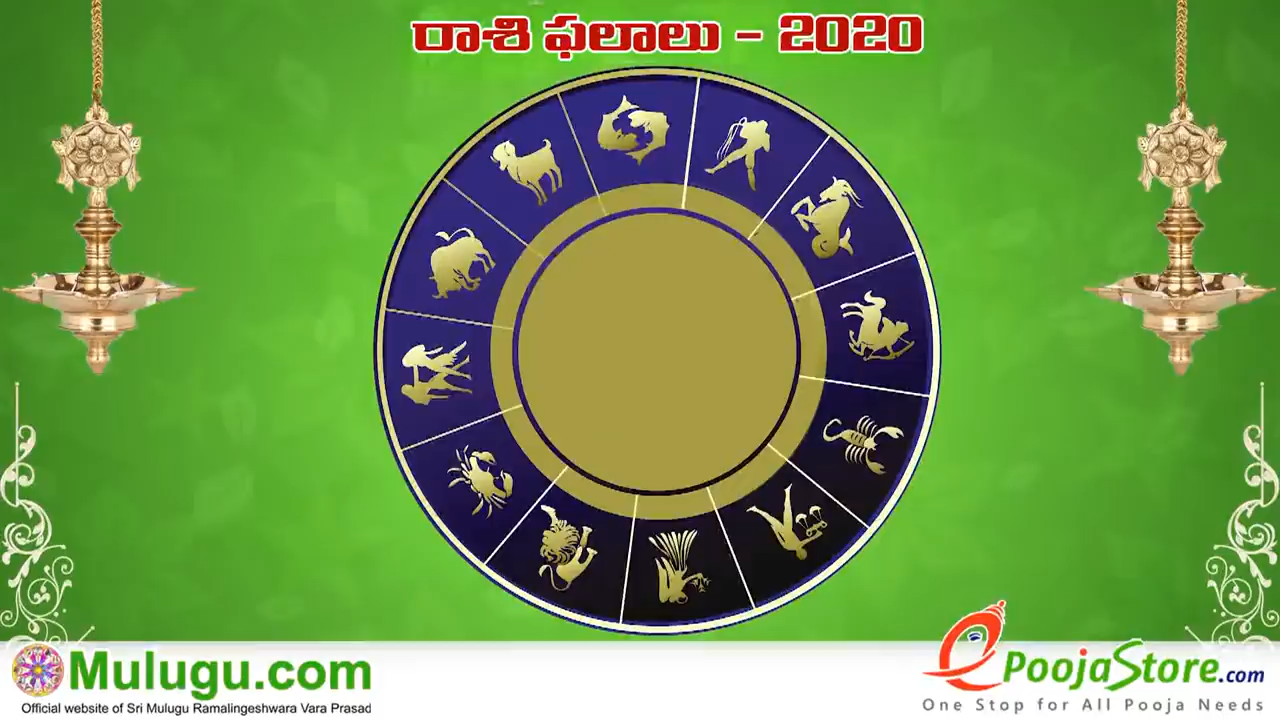 రాశి ఫలాలు - 2020
Mulugu.com
Official website of Sri Mulugu Ramalingeshwara Vara Prasad
ePoojaStore.com
One Stop for All Pooja Needs